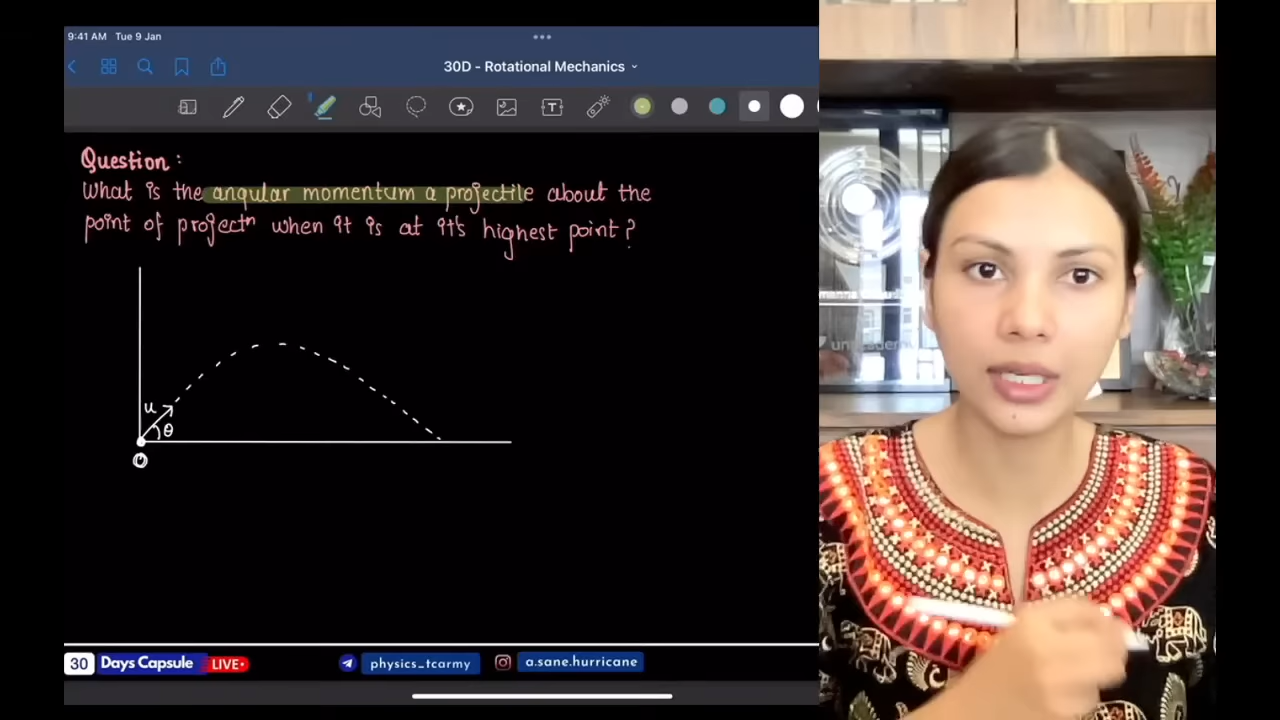 9:41 AM Tue 9 Jan
30D - Rotational Mechanics
Question :
What is the angular momentum a projectile about the
point of projectⁿ when it is at it's highest point?
u
θ
O
30 Days Capsule LIVE
physics_tcarmy
a.sane.hurricane